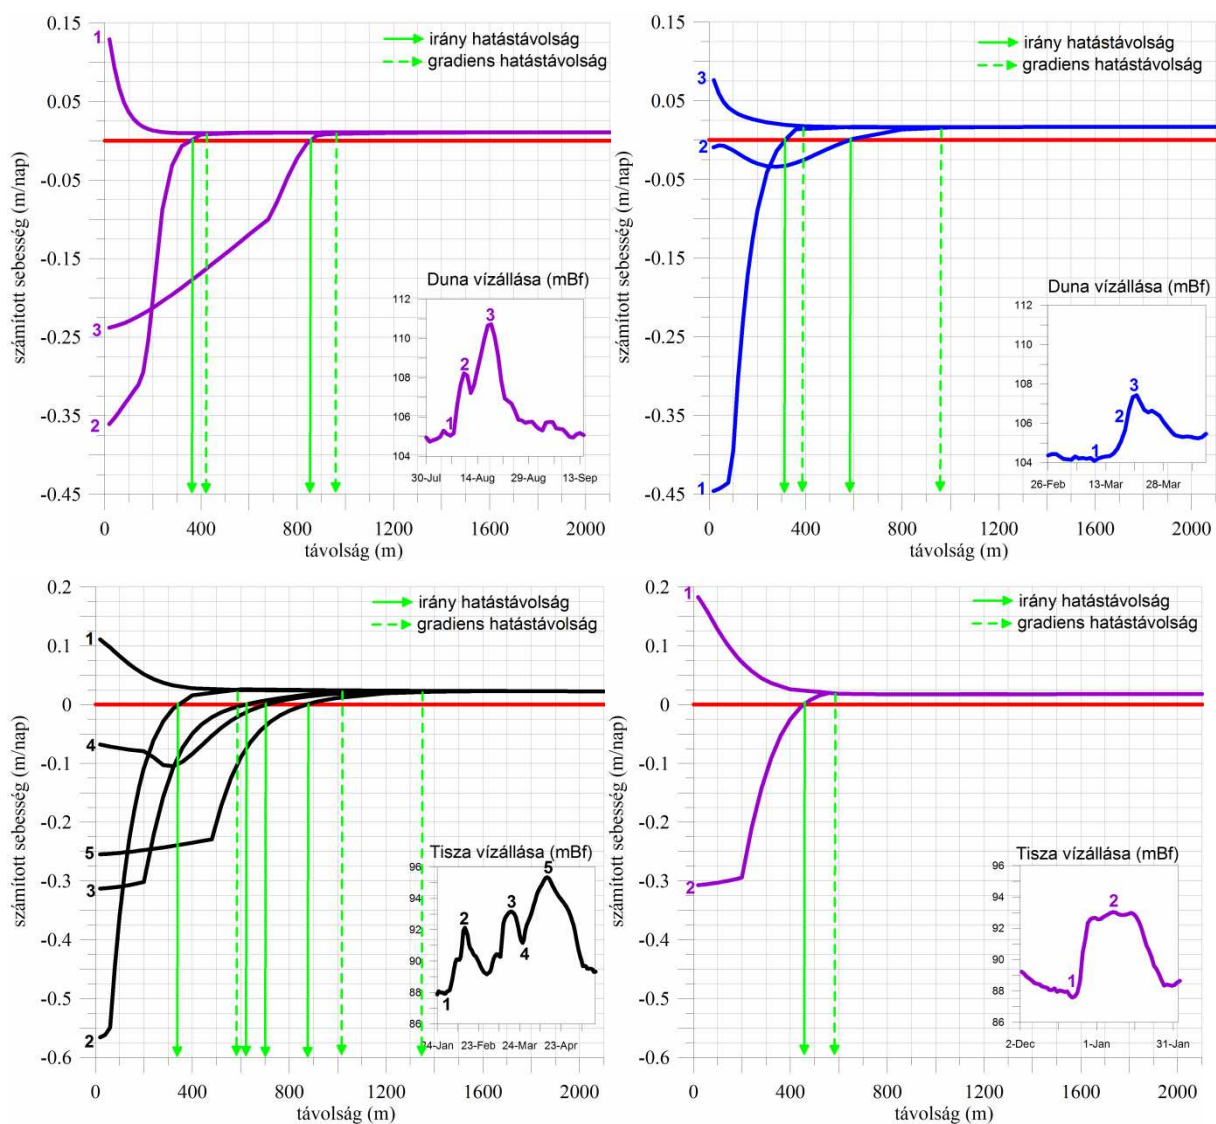 0.15
0.05
-0.05
-0.15
-0.25
-0.35
-0.45
számított sebesség (m/nap)
1
3
2
irány hatástávolság
gradiens hatástávolság
Duna vízállása (mBf)
112
110
108
106
104
1
2
3
30-Jul 14-Aug 29-Aug 13-Sep
0 400 800 1200 1600 2000
távolság (m)
0.15
0.05
-0.05
-0.15
-0.25
-0.35
-0.45
számított sebesség (m/nap)
3
2
1
irány hatástávolság
gradiens hatástávolság
Duna vízállása (mBf)
112
110
108
106
104
1
2
3
26-Feb 13-Mar 28-Mar
0 400 800 1200 1600 2000
távolság (m)
0.2
0.1
0
-0.1
-0.2
-0.3
-0.4
-0.5
-0.6
számított sebesség (m/nap)
1
4
5
3
2
irány hatástávolság
gradiens hatástávolság
Tisza vízállása (mBf)
96
94
92
90
88
86
1
2
3
4
5
24-Jan 23-Feb 24-Mar 23-Apr
0 400 800 1200 1600 2000
távolság (m)
0.2
0.1
0
-0.1
-0.2
-0.3
-0.4
-0.5
-0.6
számított sebesség (m/nap)
1
2
irány hatástávolság
gradiens hatástávolság
Tisza vízállása (mBf)
96
94
92
90
88
86
1
2
2-Dec 1-Jan 31-Jan
0 400 800 1200 1600 2000
távolság (m)